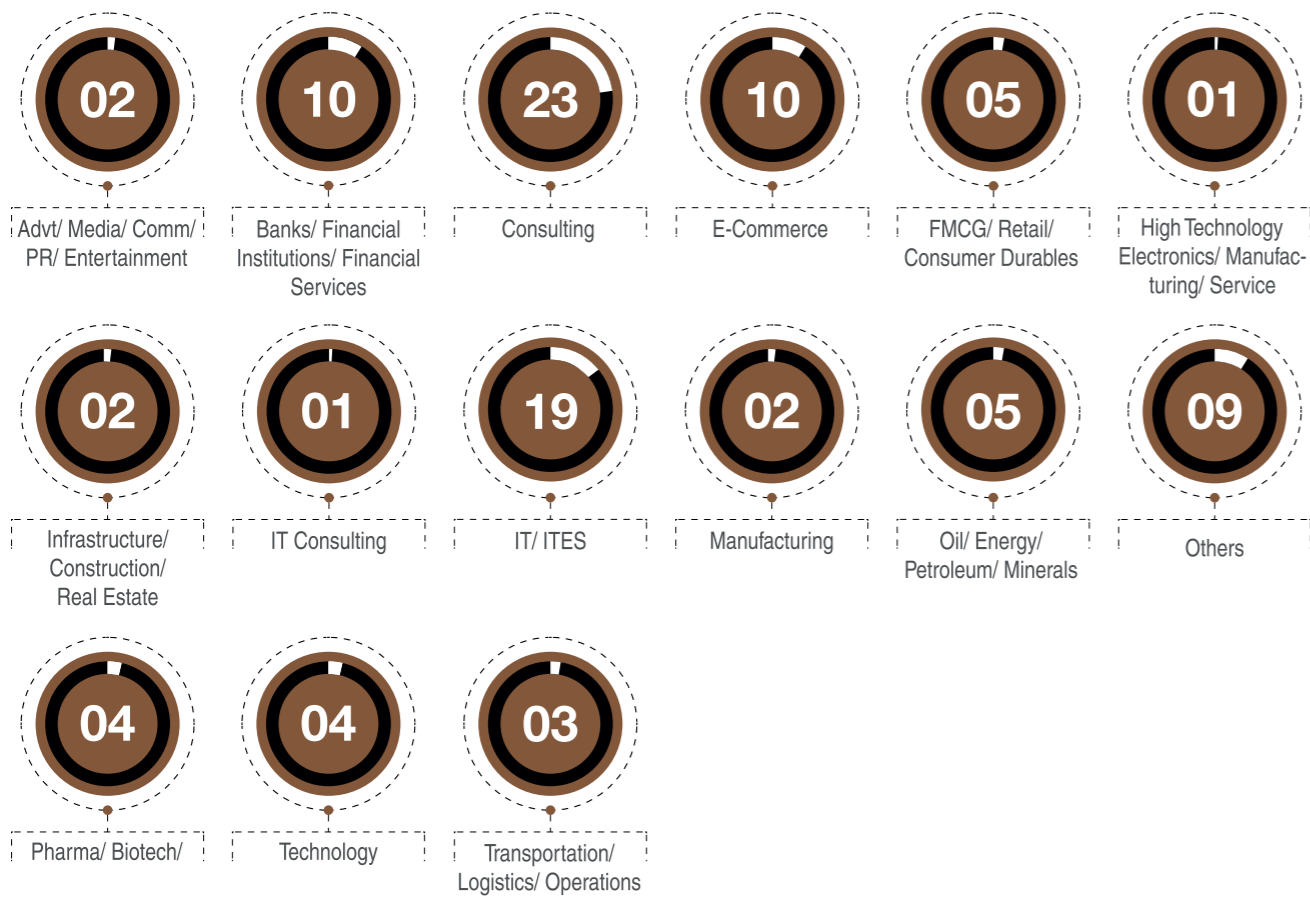 02
Advt/ Media/ Comm/
PR/ Entertainment
10
Banks/ Financial
Institutions/ Financial
Services
23
Consulting
10
E-Commerce
05
FMCG/ Retail/
Consumer Durables
01
High Technology
Electronics/ Manufac-
turing/ Service
02
Infrastructure/
Construction/
Real Estate
01
IT Consulting
19
IT/ ITES
02
Manufacturing
05
Oil/ Energy/
Petroleum/ Minerals
09
Others
04
Pharma/ Biotech/
04
Technology
03
Transportation/
Logistics/ Operations